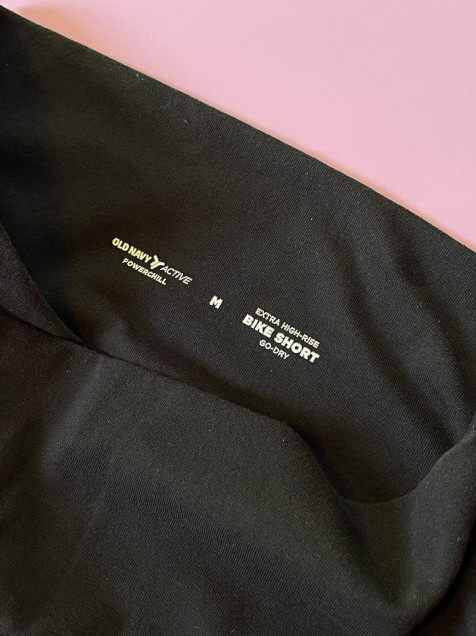 OLD NAVY ACTIVE
POWERCHILL
M
EXTRA HIGH-RISE
BIKE SHORT
GO-DRY